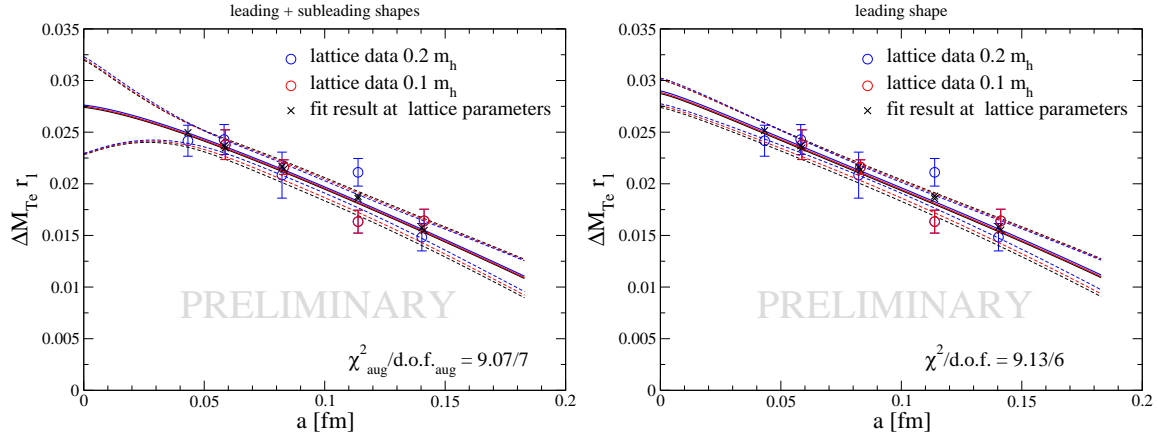 leading + subleading shapes
0.035
0.03
0.025
0.02
0.015
0.01
0.005
0
ΔM_Te r_1
lattice data 0.2 m_h
lattice data 0.1 m_h
fit result at lattice parameters
PRELIMINARY
χ²_aug/d.o.f._aug = 9.07/7
0 0.05 0.1 0.15 0.2
a [fm]
leading shape
0.035
0.03
0.025
0.02
0.015
0.01
0.005
0
ΔM_Te r_1
lattice data 0.2 m_h
lattice data 0.1 m_h
fit result at lattice parameters
PRELIMINARY
χ²/d.o.f. = 9.13/6
0 0.05 0.1 0.15 0.2
a [fm]